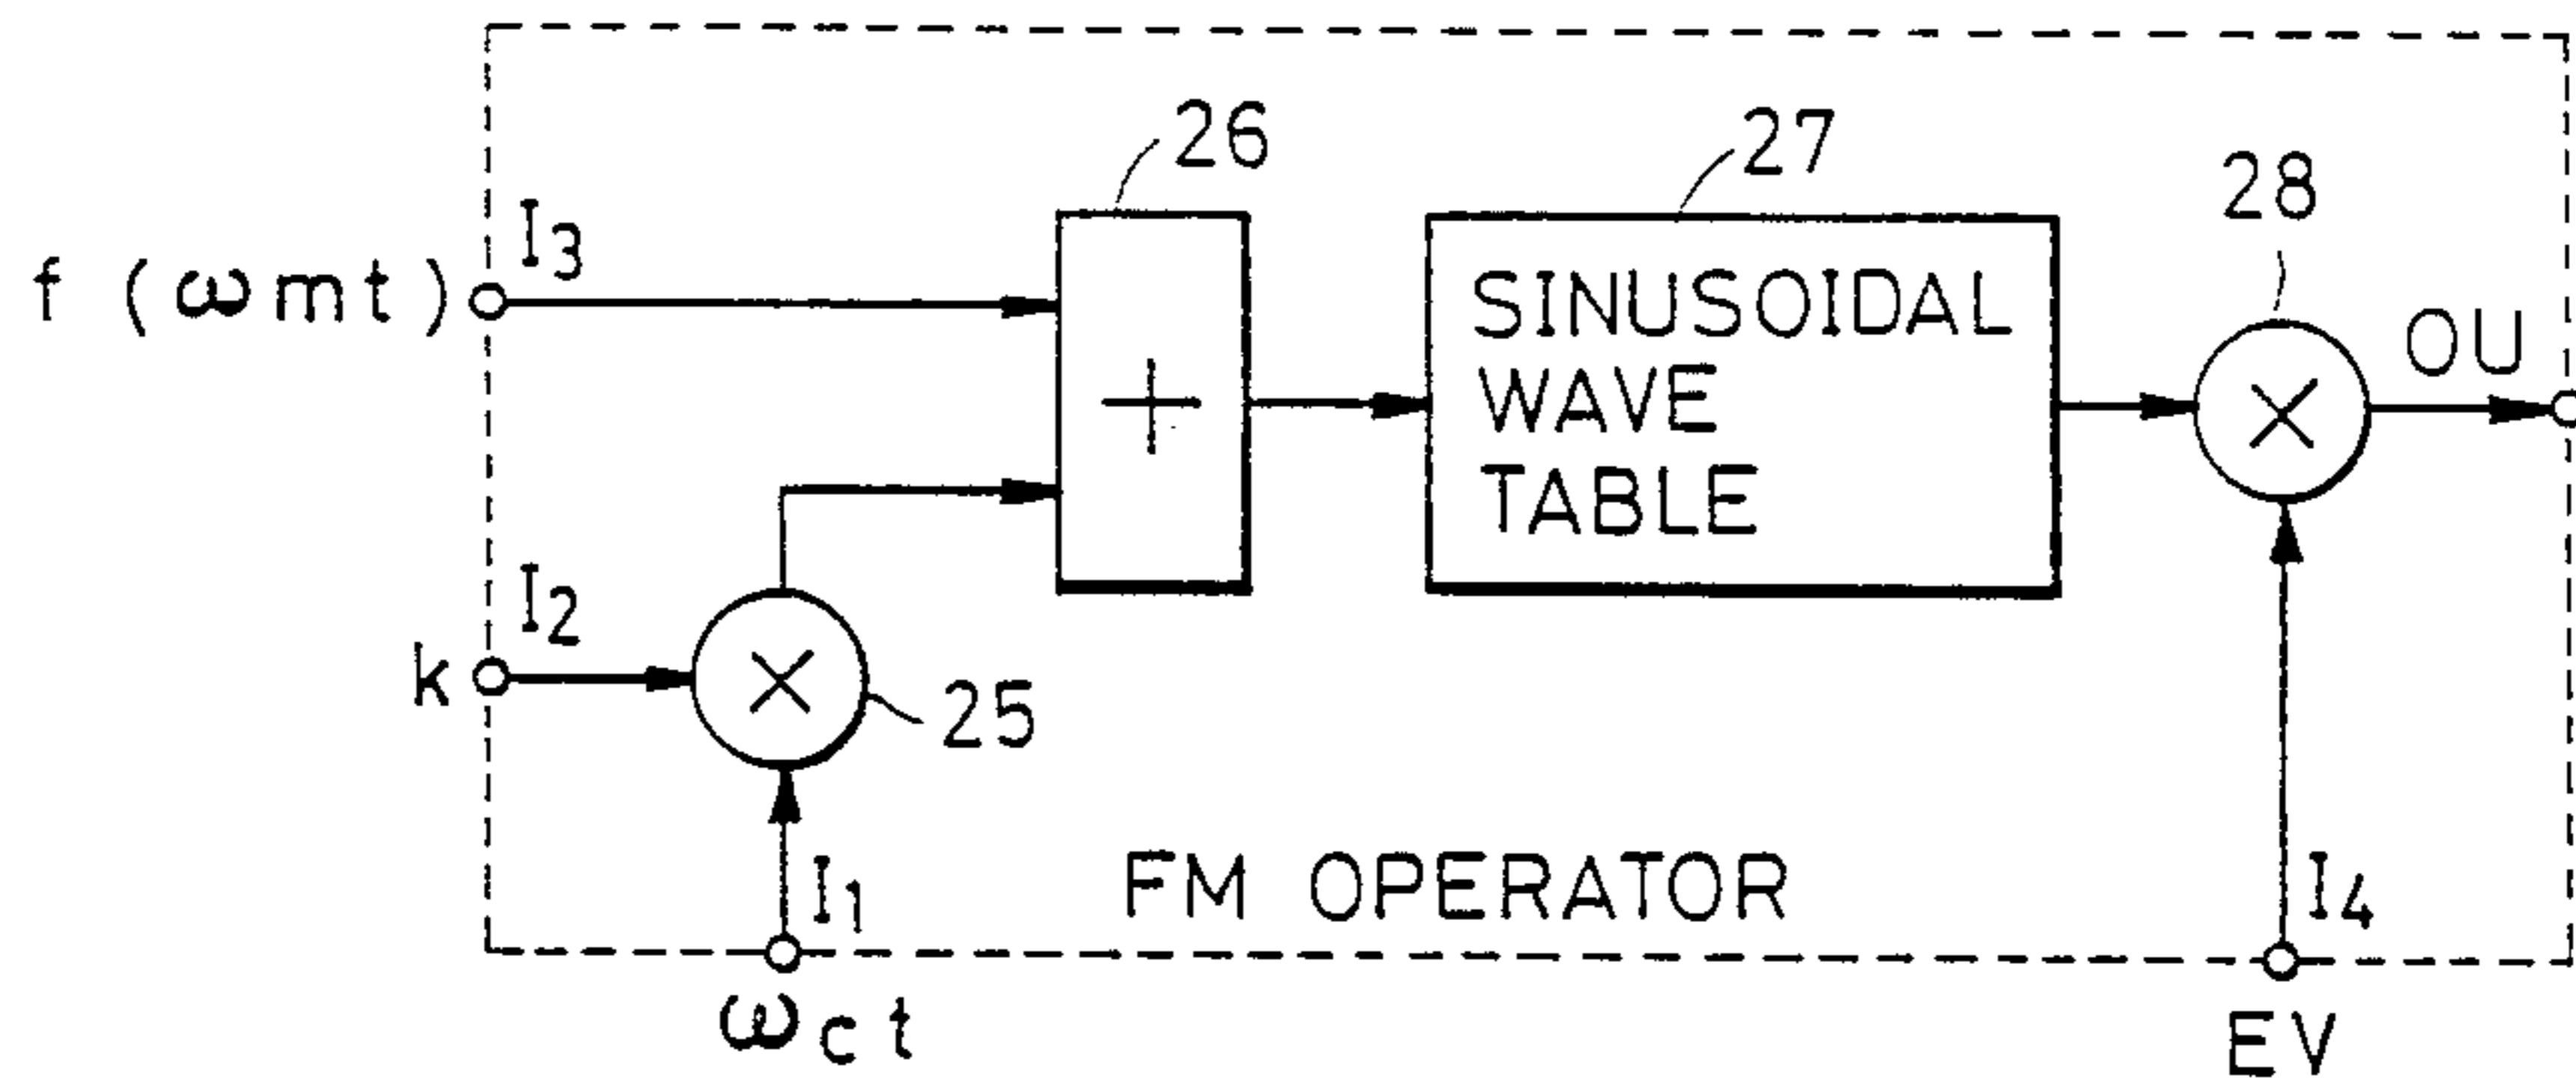 26
27
28
I3
f (ωmt)
SINUSOIDAL
WAVE
TABLE
OU
+
×
I2
k
×
25
I1
FM OPERATOR
I4
ωct
EV